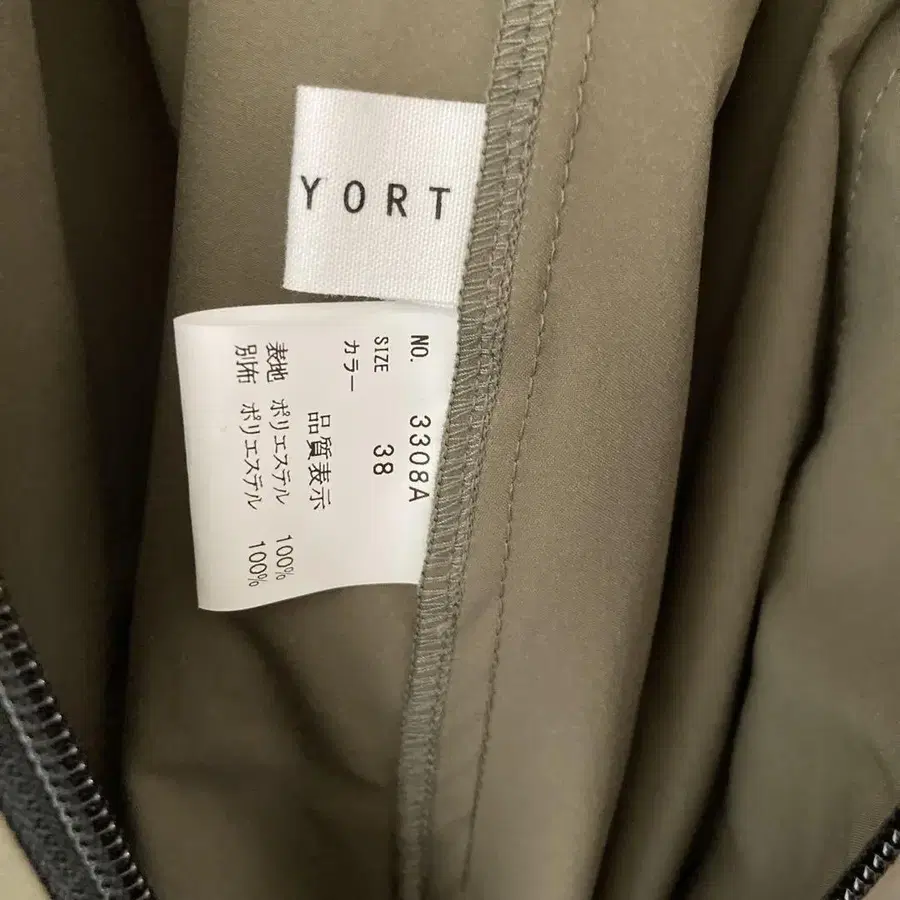 YORT
NO. 3308A
SIZE 38
カラー
品質表示
表地 ポリエステル 100%
別布 ポリエステル 100%